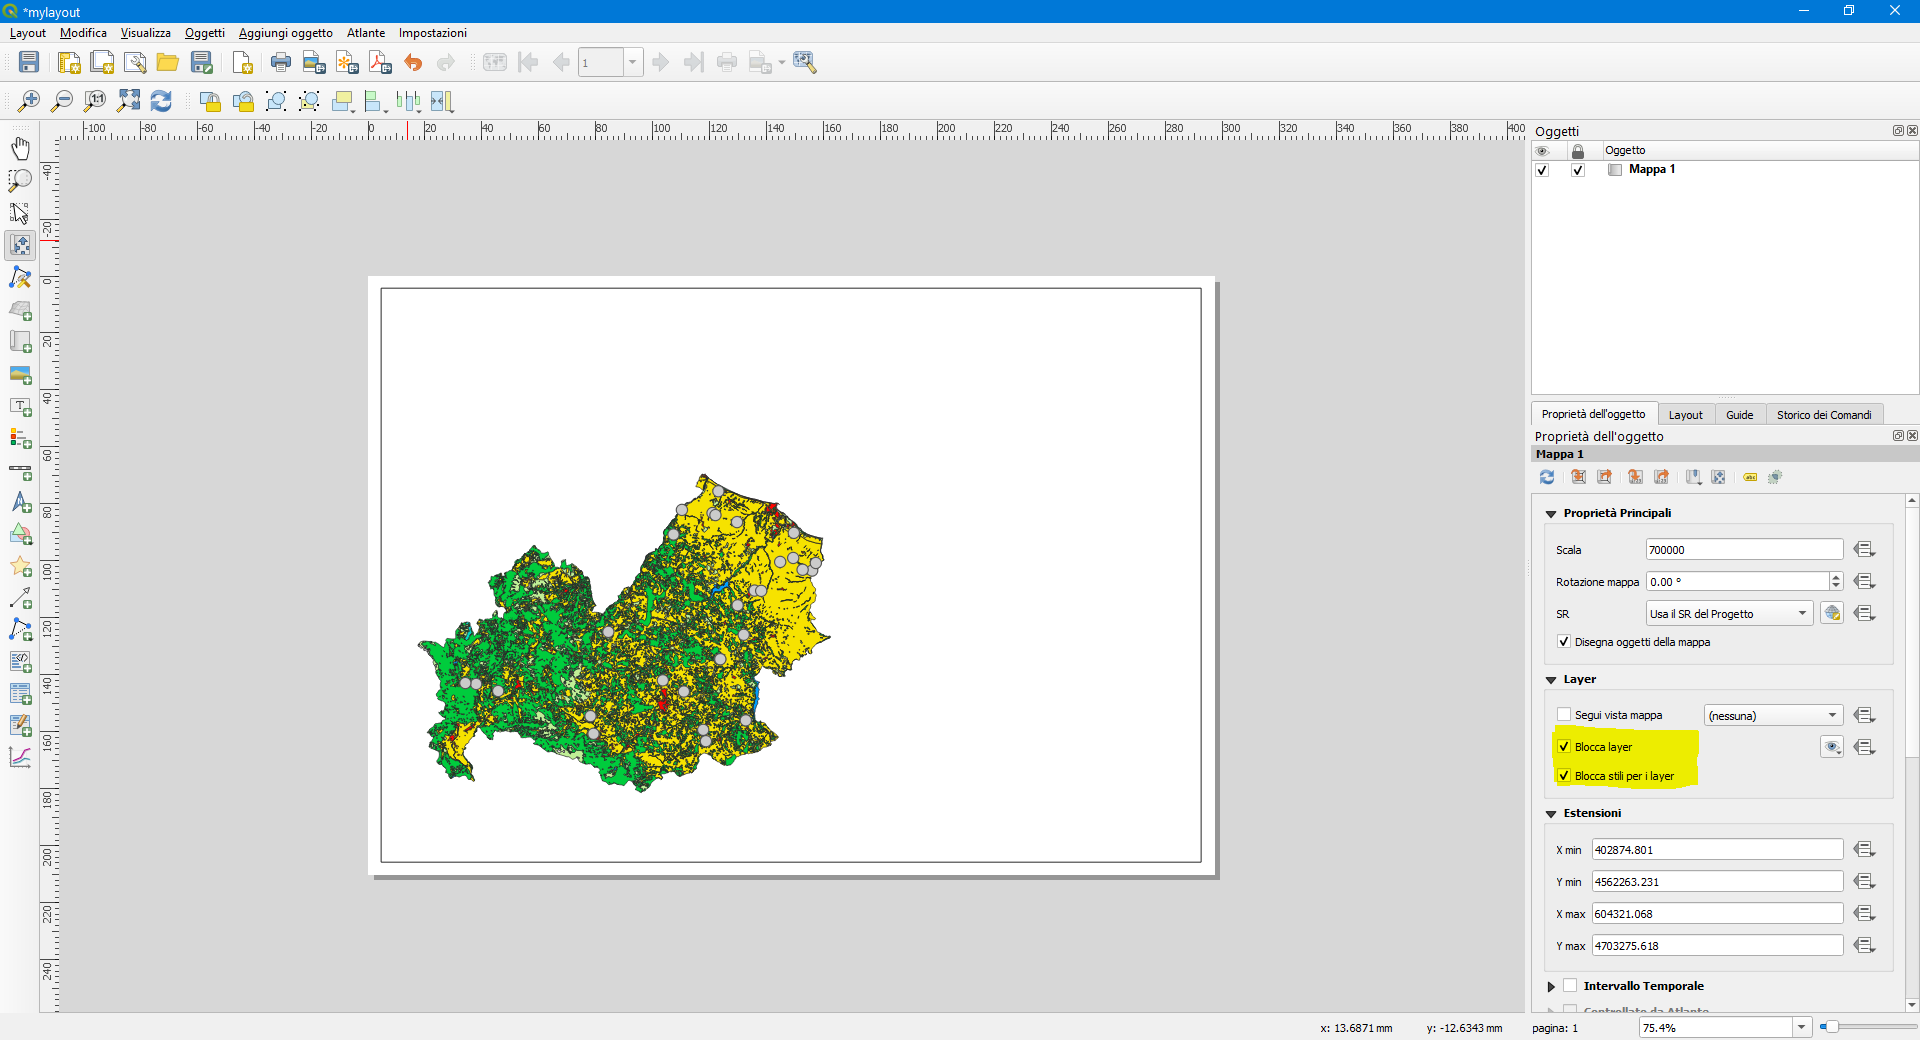 *mylayout
Layout Modifica Visualizza Oggetti Aggiungi oggetto Atlante Impostazioni
1
-100 -80 -60 -40 -20 0 20 40 60 80 100 120 140 160 180 200 220 240 260 280 300 320 340 360 380 400
-40
-20
0
20
40
60
80
100
120
140
160
180
200
220
240
Oggetti
Oggetto
Mappa 1
Proprietà dell'oggetto Layout Guide Storico dei Comandi
Proprietà dell'oggetto
Mappa 1
Proprietà Principali
Scala 700000
Rotazione mappa 0.00 °
SR Usa il SR del Progetto
Disegna oggetti della mappa
Layer
Segui vista mappa (nessuna)
Blocca layer
Blocca stili per i layer
Estensioni
X min 402874.801
Y min 4562263.231
X max 604321.068
Y max 4703275.618
Intervallo Temporale
Controllato da Atlante
x: 13.6871 mm y: -12.6343 mm pagina: 1 75.4%